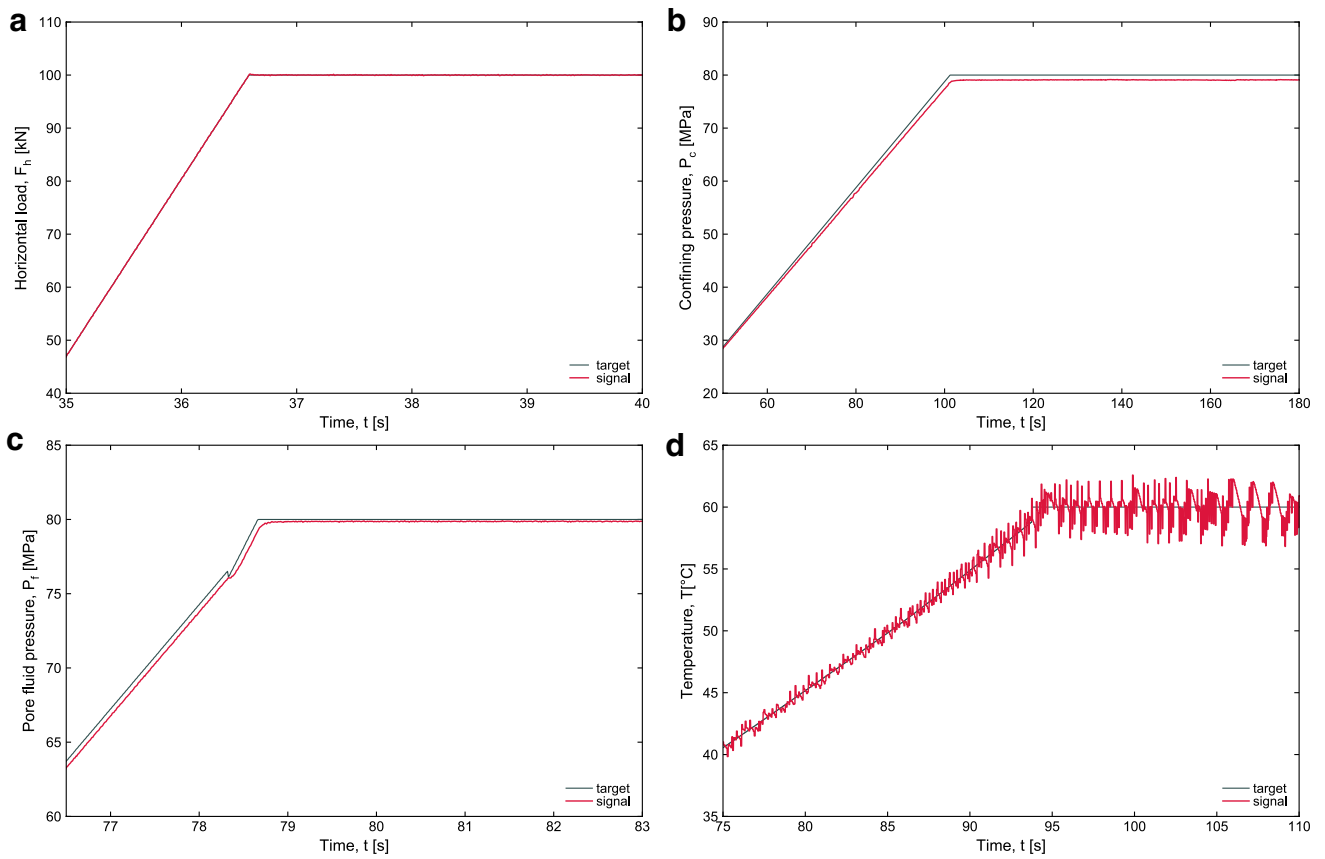 a
110
100
90
80
70
60
50
40
Horizontal load, F_h [kN]
target
signal
35 36 37 38 39 40
Time, t [s]
b
90
80
70
60
50
40
30
20
Confining pressure, P_c [MPa]
target
signal
60 80 100 120 140 160 180
Time, t [s]
c
85
80
75
70
65
60
Pore fluid pressure, P_f [MPa]
target
signal
77 78 79 80 81 82 83
Time, t [s]
d
65
60
55
50
45
40
35
Temperature, T[°C]
target
signal
75 80 85 90 95 100 105 110
Time, t [s]